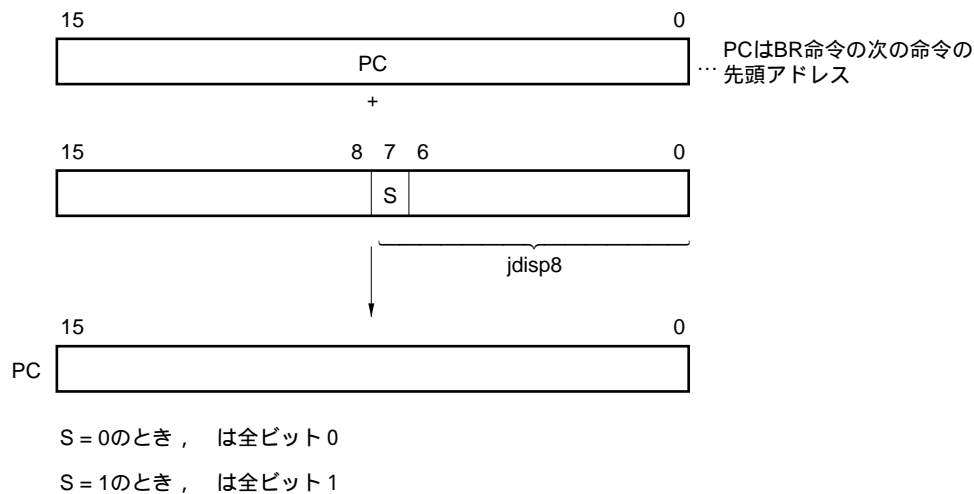 15 0
PC
… PCはBR命令の次の命令の
先頭アドレス
+
15 8 7 6 0
S
jdisp8
15 0
PC
S = 0のとき， は全ビット 0
S = 1のとき， は全ビット 1